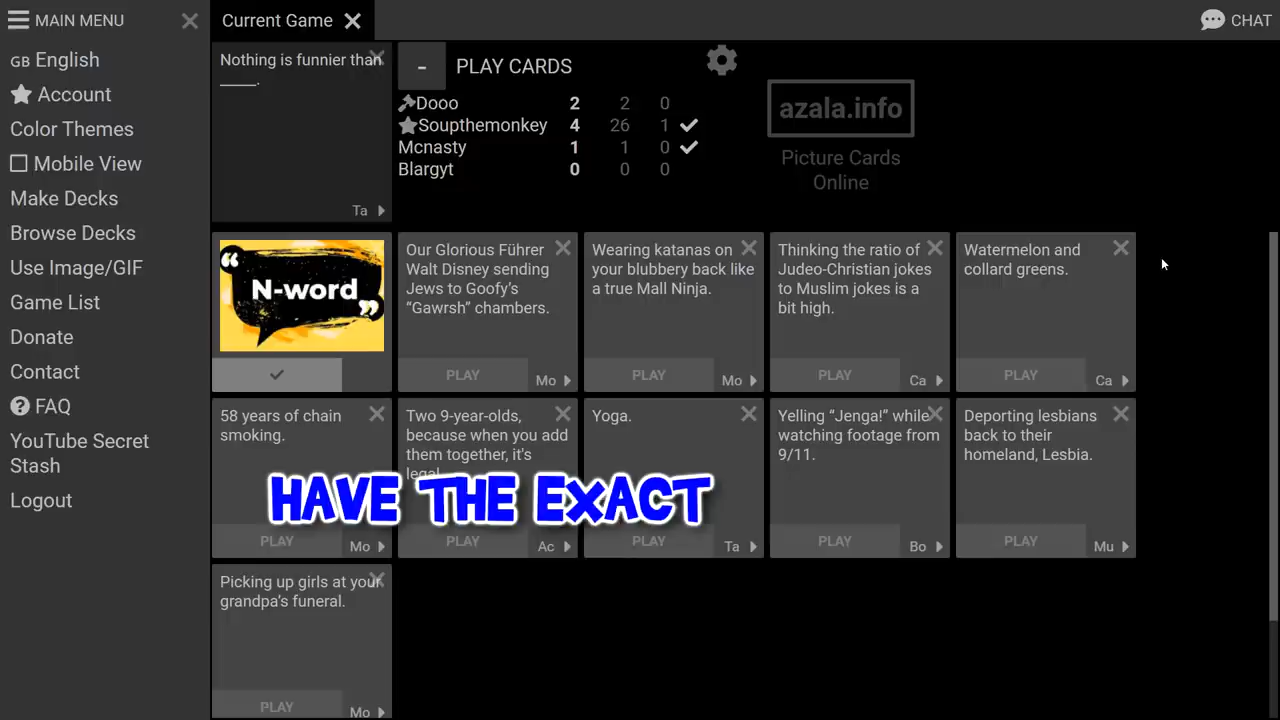 MAIN MENU
GB English
Account
Color Themes
Mobile View
Make Decks
Browse Decks
Use Image/GIF
Game List
Donate
Contact
FAQ
YouTube Secret
Stash
Logout
Current Game
CHAT
Nothing is funnier than
_____.
Ta
-
PLAY CARDS
Dooo 2 2 0
Soupthemonkey 4 26 1
Mcnasty 1 1 0
Blargyt 0 0 0
azala.info
Picture Cards
Online
“ N-word ”
Our Glorious Führer
Walt Disney sending
Jews to Goofy's
“Gawrsh” chambers.
PLAY
Mo
Wearing katanas on
your blubbery back like
a true Mall Ninja.
PLAY
Mo
Thinking the ratio of
Judeo-Christian jokes
to Muslim jokes is a
bit high.
PLAY
Ca
Watermelon and
collard greens.
PLAY
Ca
58 years of chain
smoking.
PLAY
Mo
Two 9-year-olds,
because when you add
them together, it's
legal
PLAY
Ac
Yoga.
PLAY
Ta
Yelling “Jenga!” while
watching footage from
9/11.
PLAY
Bo
Deporting lesbians
back to their
homeland, Lesbia.
PLAY
Mu
HAVE THE EXACT
Picking up girls at your
grandpa's funeral.
PLAY
Mo